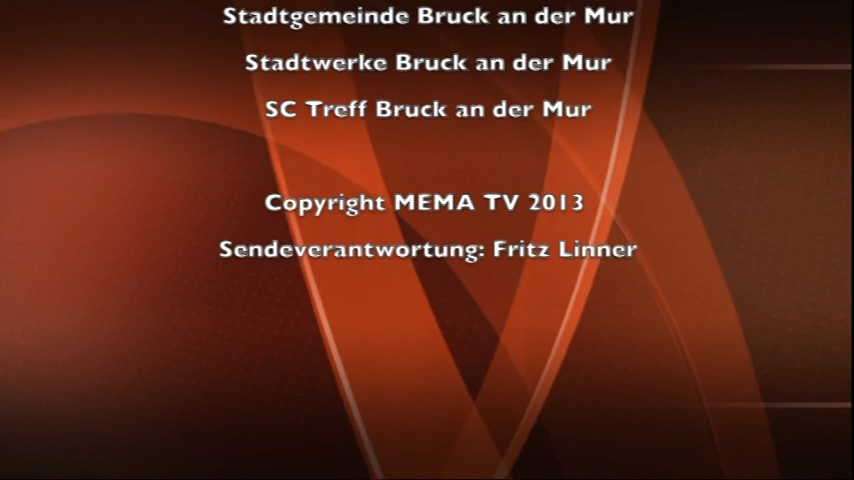 Stadtgemeinde Bruck an der Mur
Stadtwerke Bruck an der Mur
SC Treff Bruck an der Mur
Copyright MEMA TV 2013
Sendeverantwortung: Fritz Linner